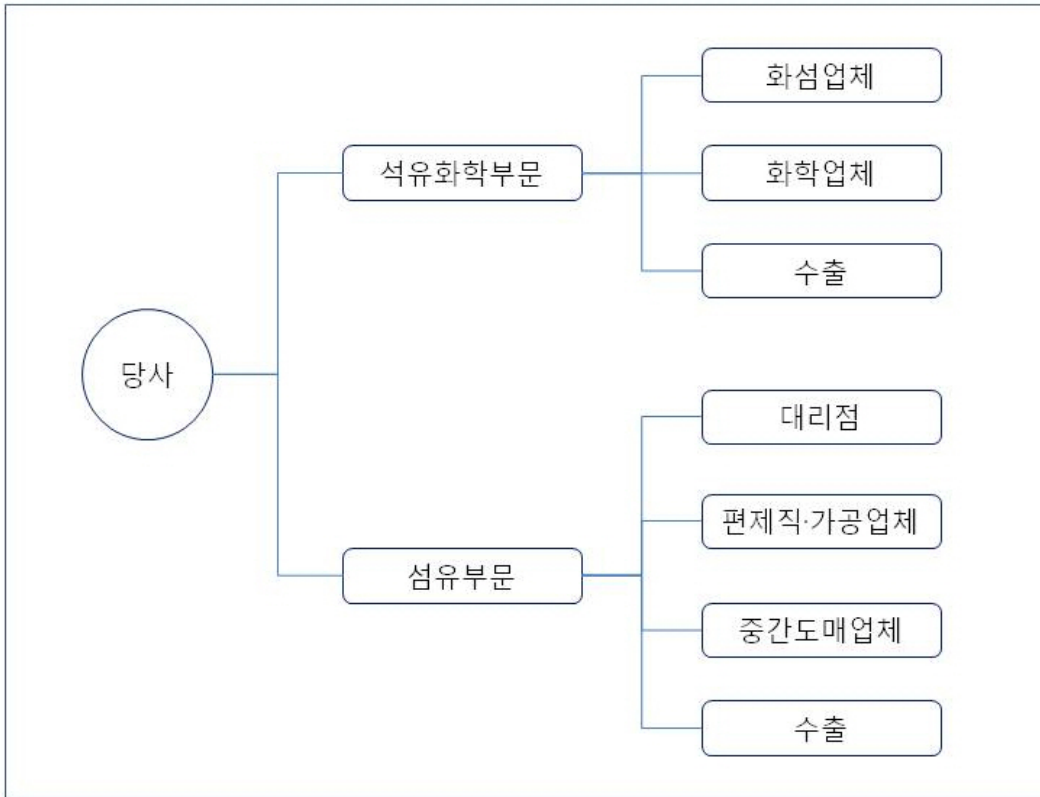 당사
석유화학부문
화섬업체
화학업체
수출
섬유부문
대리점
편제직·가공업체
중간도매업체
수출